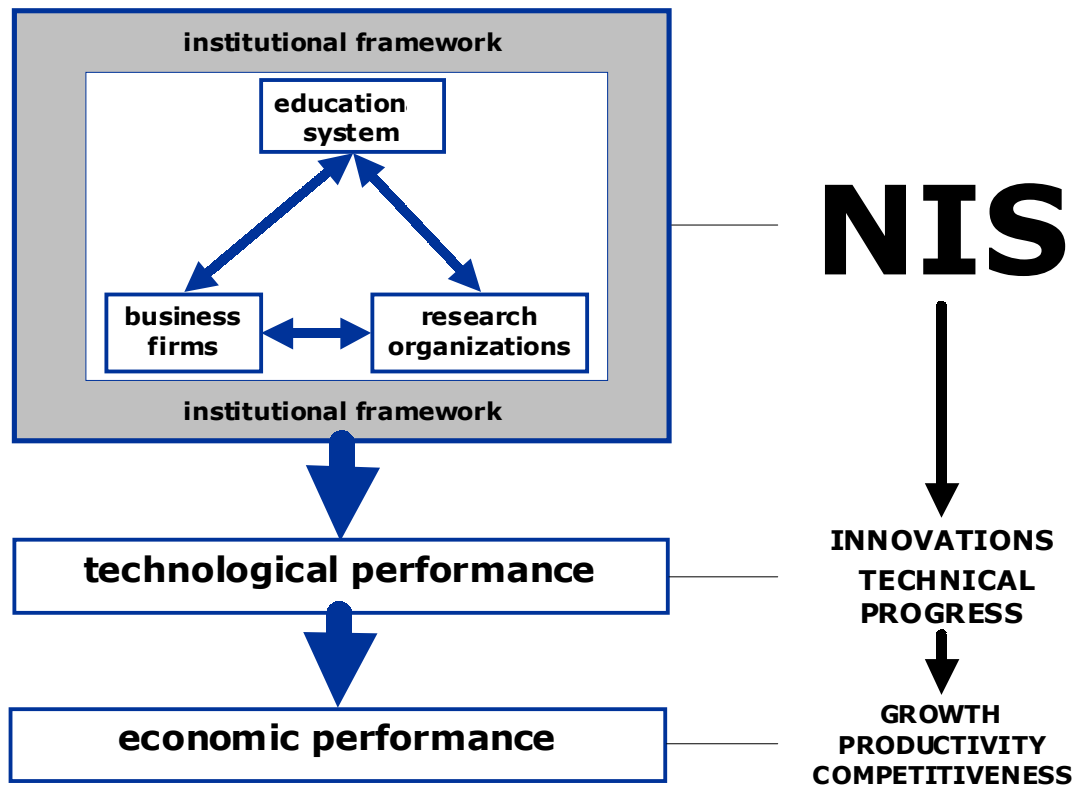 institutional framework
education
system
business
firms
research
organizations
institutional framework
NIS
technological performance
INNOVATIONS
TECHNICAL
PROGRESS
economic performance
GROWTH
PRODUCTIVITY
COMPETITIVENESS